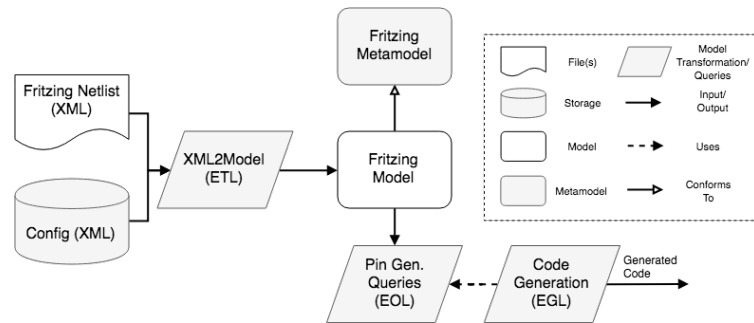 Fritzing
Metamodel
Fritzing Netlist
(XML)
XML2Model
(ETL)
Fritzing
Model
Config (XML)
Pin Gen.
Queries
(EOL)
Code
Generation
(EGL)
Generated
Code
File(s)
Model
Transformation/
Queries
Storage
Input/
Output
Model
Uses
Metamodel
Conforms
To